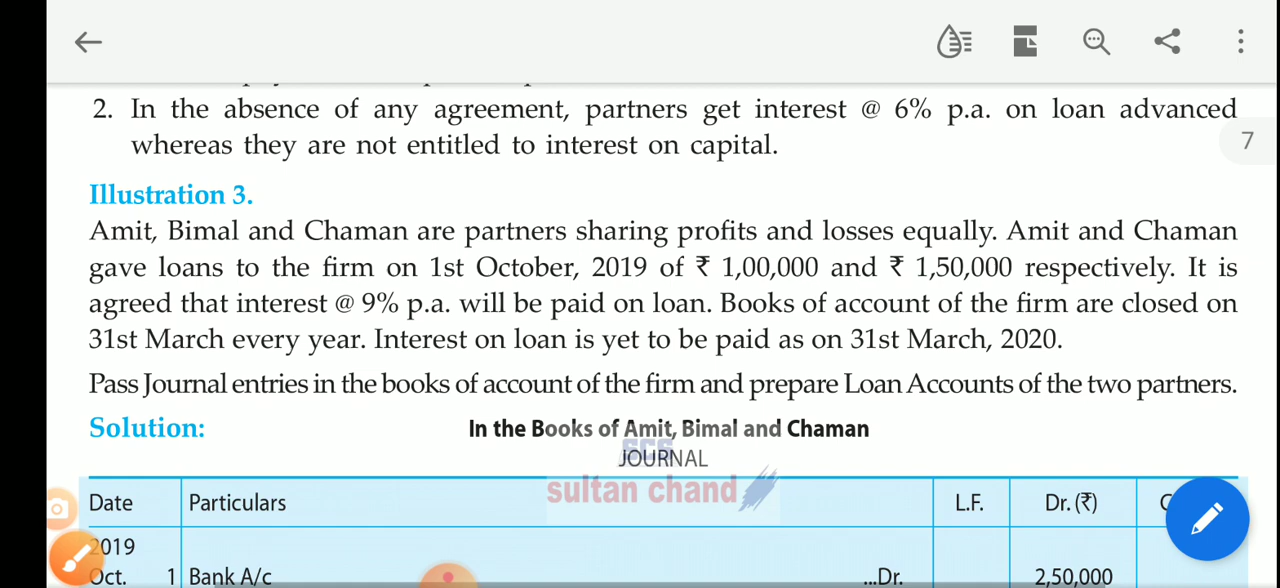 2. In the absence of any agreement, partners get interest @ 6% p.a. on loan advanced
whereas they are not entitled to interest on capital.
7
Illustration 3.
Amit, Bimal and Chaman are partners sharing profits and losses equally. Amit and Chaman
gave loans to the firm on 1st October, 2019 of ₹ 1,00,000 and ₹ 1,50,000 respectively. It is
agreed that interest @ 9% p.a. will be paid on loan. Books of account of the firm are closed on
31st March every year. Interest on loan is yet to be paid as on 31st March, 2020.
Pass Journal entries in the books of account of the firm and prepare Loan Accounts of the two partners.
Solution: In the Books of Amit, Bimal and Chaman
SCS
JOURNAL
sultan chand
Date Particulars L.F. Dr. (₹)
2019
Oct. 1 Bank A/c ...Dr. 2,50,000